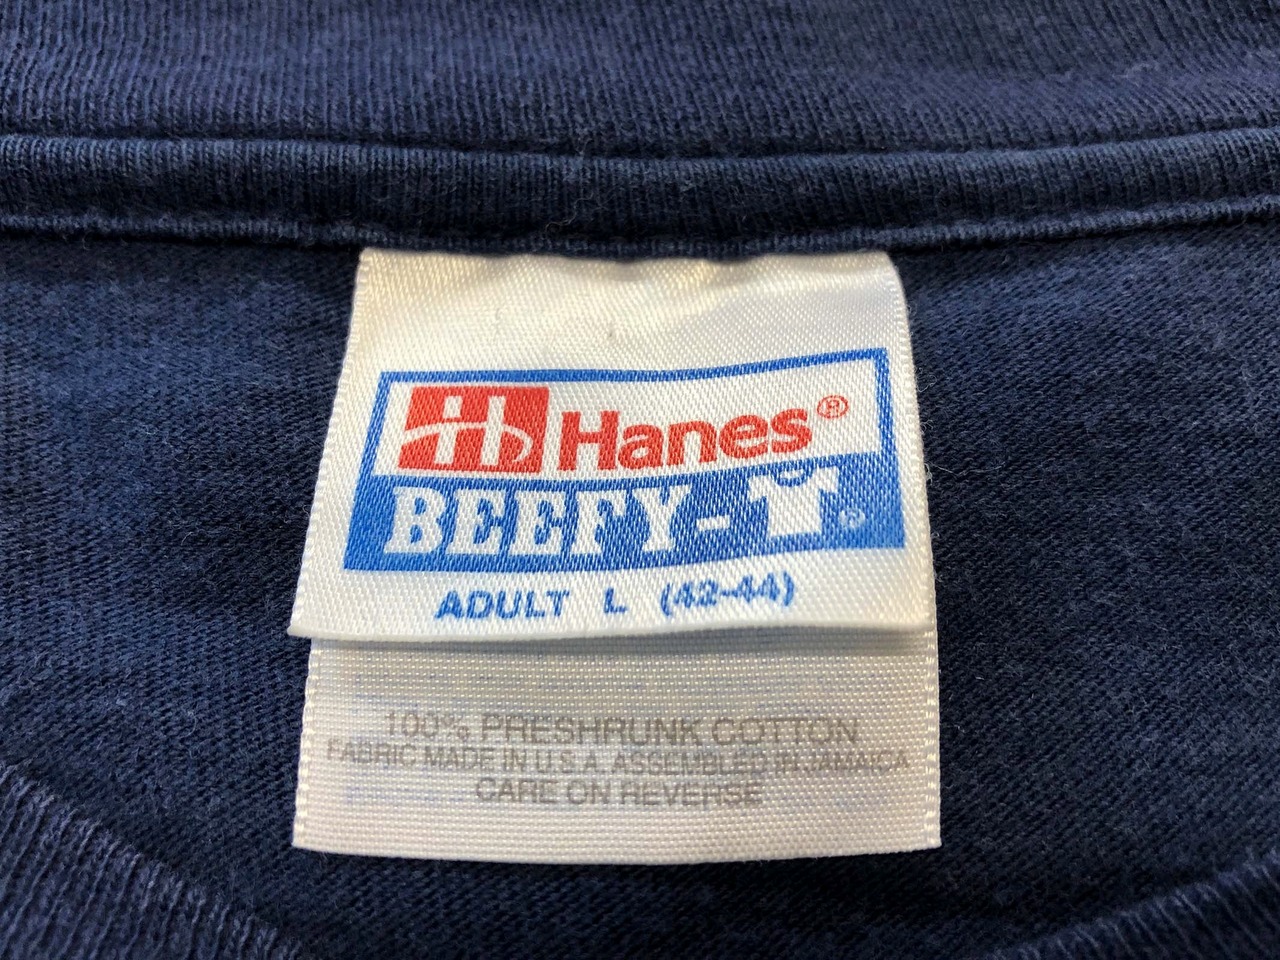 Hanes®
BEEFY-
ADULT L (42-44)
100% PRESHRUNK COTTON
FABRIC MADE IN U.S.A. ASSEMBLED IN JAMAICA
CARE ON REVERSE